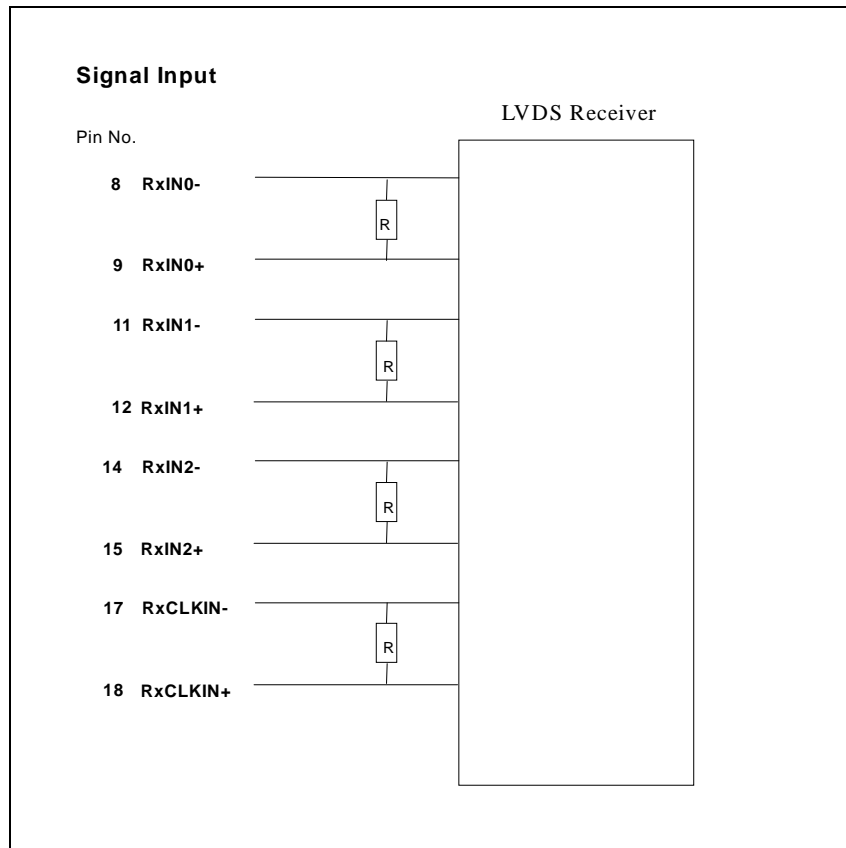 Signal Input
LVDS Receiver
Pin No.
8 RxIN0-
R
9 RxIN0+
11 RxIN1-
R
12 RxIN1+
14 RxIN2-
R
15 RxIN2+
17 RxCLKIN-
R
18 RxCLKIN+